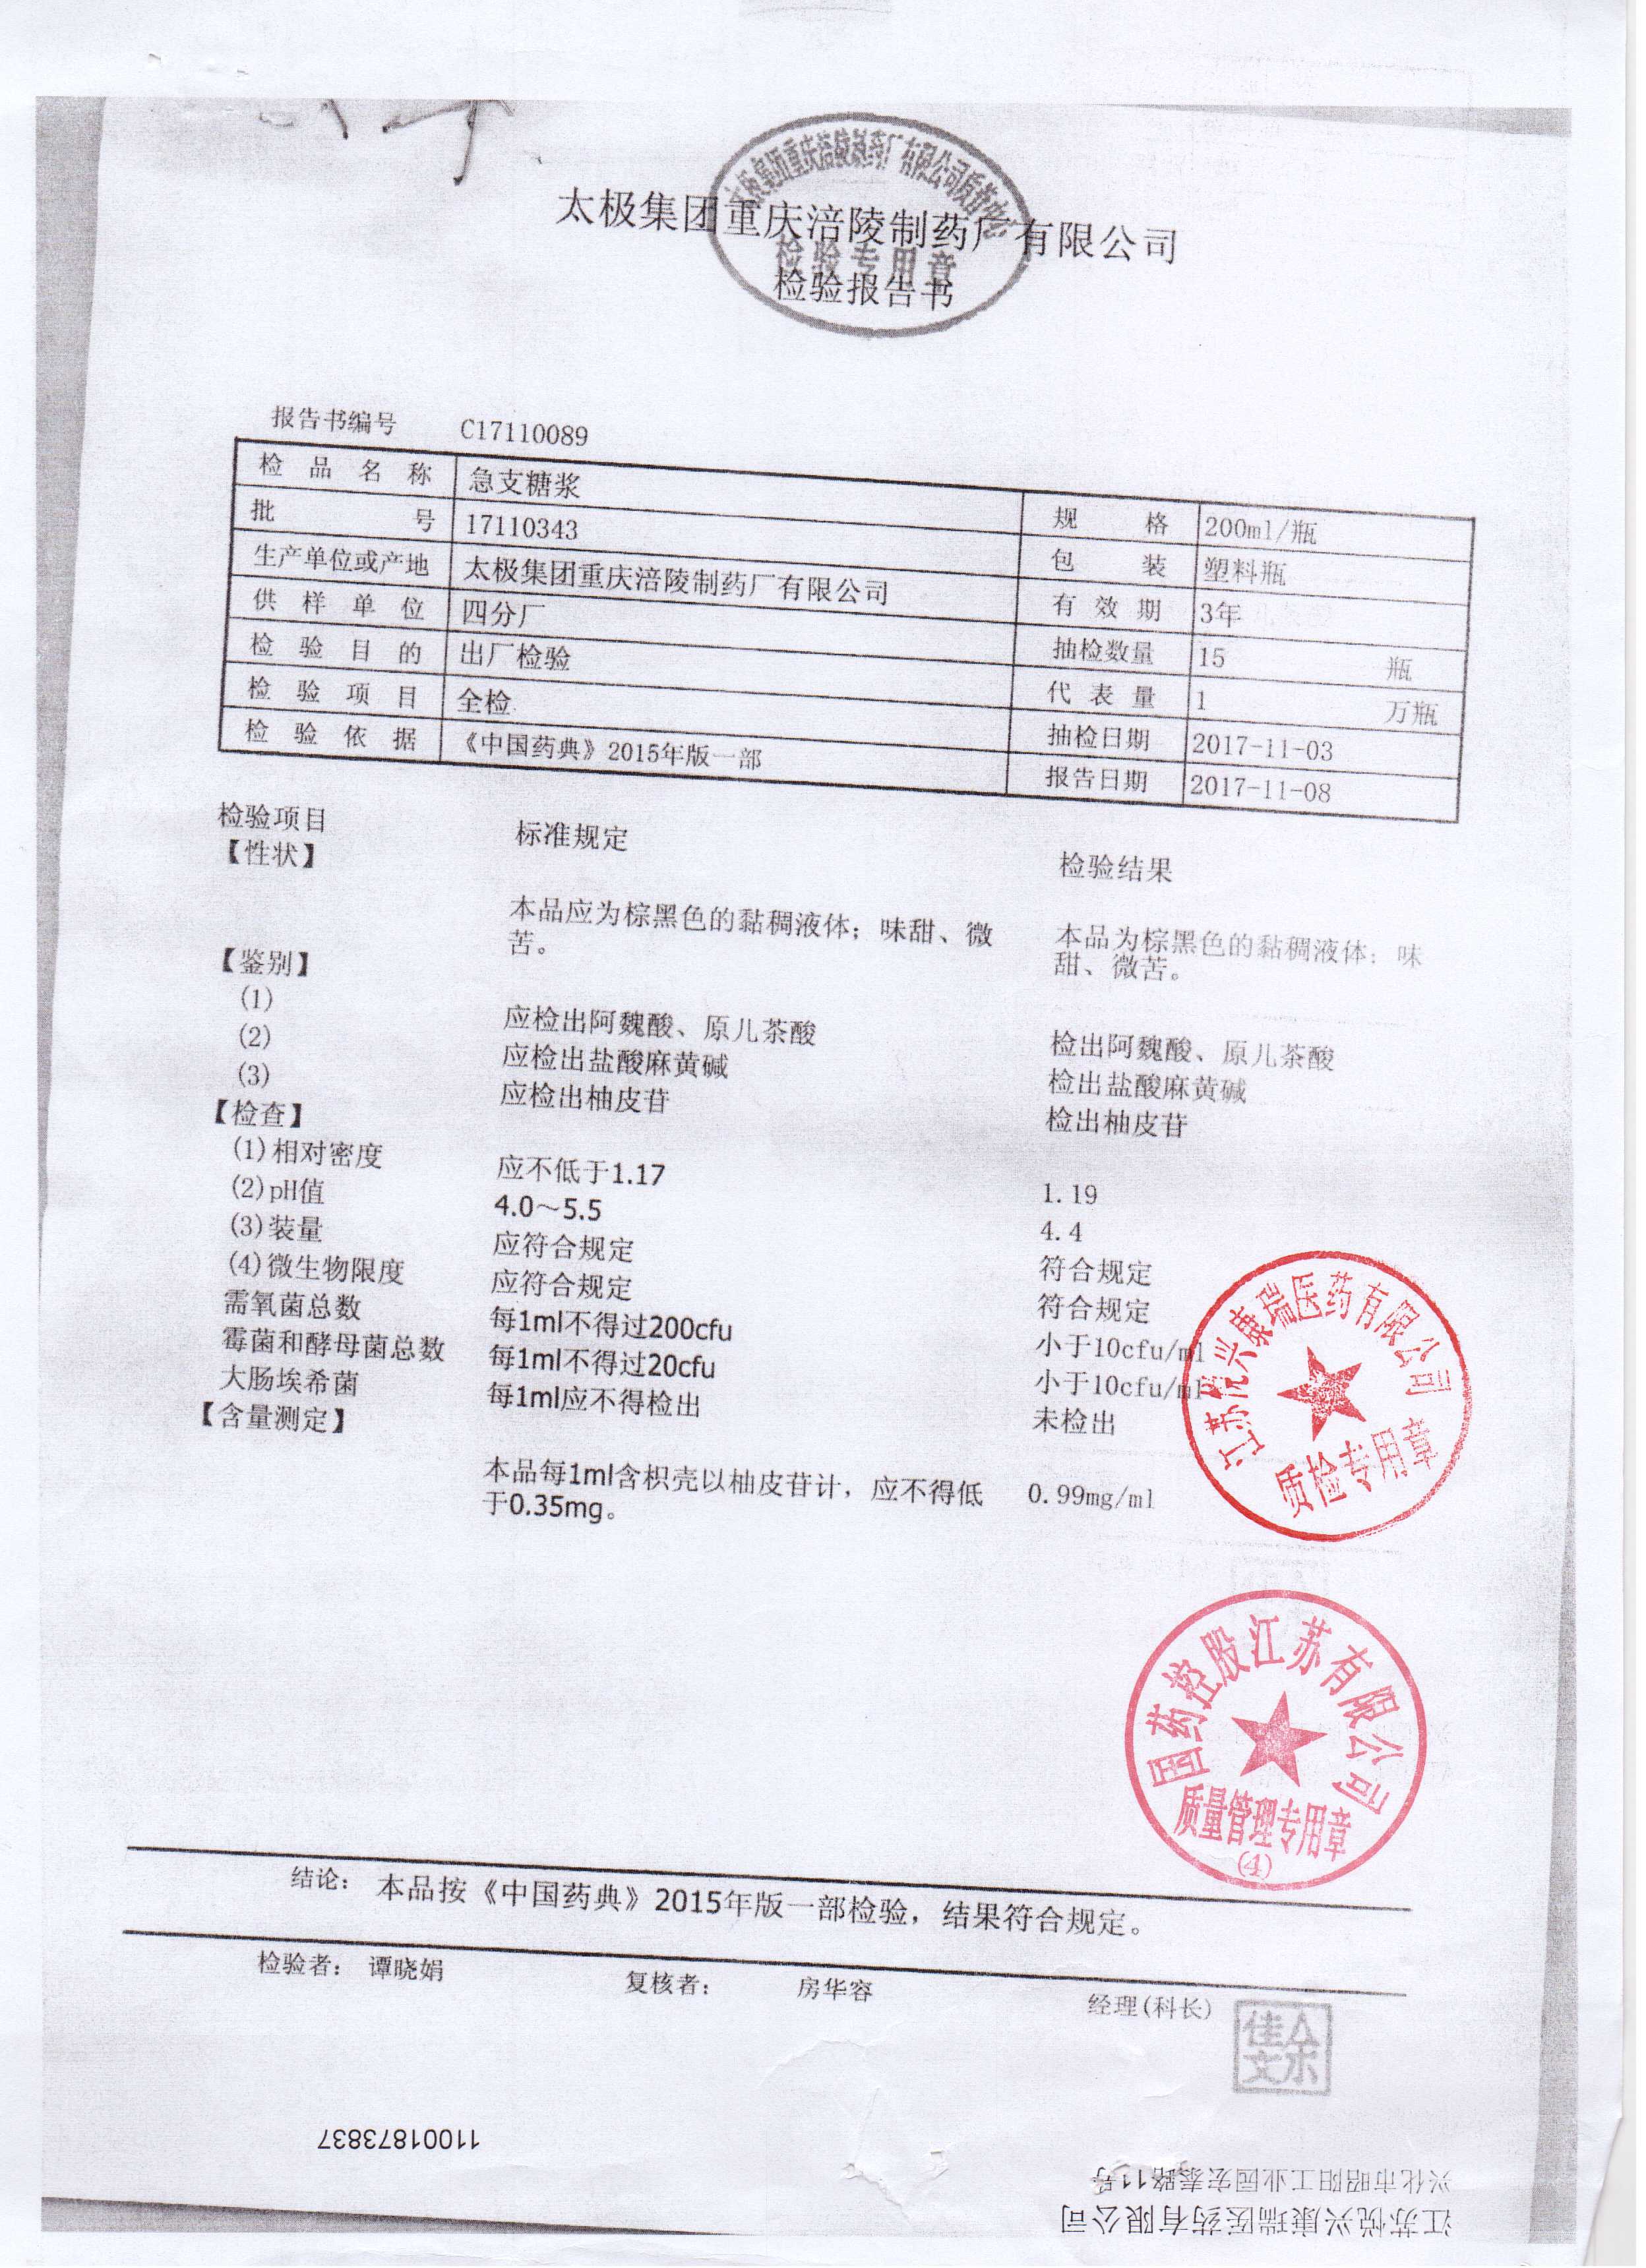 太极集团重庆涪陵制药厂有限公司
检验专用章
检验报告书
报告书编号 C17110089
检品名称 急支糖浆 规格 200ml/瓶
批号 17110343 包装 塑料瓶
生产单位或产地 太极集团重庆涪陵制药厂有限公司 有效期 3年
供样单位 四分厂 抽检数量 15 瓶
检验目的 出厂检验 代表量 1 万瓶
检验项目 全检 抽检日期 2017-11-03
检验依据 《中国药典》2015年版一部 报告日期 2017-11-08
检验项目 标准规定 检验结果
【性状】
本品应为棕黑色的黏稠液体；味甜、微 本品为棕黑色的黏稠液体；味
苦。 甜、微苦。
【鉴别】
(1) 应检出阿魏酸、原儿茶酸 检出阿魏酸、原儿茶酸
(2) 应检出盐酸麻黄碱 检出盐酸麻黄碱
(3) 应检出柚皮苷 检出柚皮苷
【检查】
(1)相对密度 应不低于1.17 1.19
(2)pH值 4.0～5.5 4.4
(3)装量 应符合规定 符合规定
(4)微生物限度 应符合规定 符合规定
需氧菌总数 每1ml不得过200cfu 小于10cfu/ml
霉菌和酵母菌总数 每1ml不得过20cfu 小于10cfu/ml
大肠埃希菌 每1ml应不得检出 未检出
【含量测定】
本品每1ml含枳壳以柚皮苷计，应不得低 0.99mg/ml
于0.35mg。
江苏悦兴康瑞医药有限公司
质检专用章
国药控股江苏有限公司
质量管理专用章
(4)
结论： 本品按《中国药典》2015年版一部检验，结果符合规定。
检验者： 谭晓娟 复核者： 房华容 经理(科长)
余佳文
11001873837
兴化市昭阳工业园宏泰路11号
江苏悦兴康瑞医药有限公司